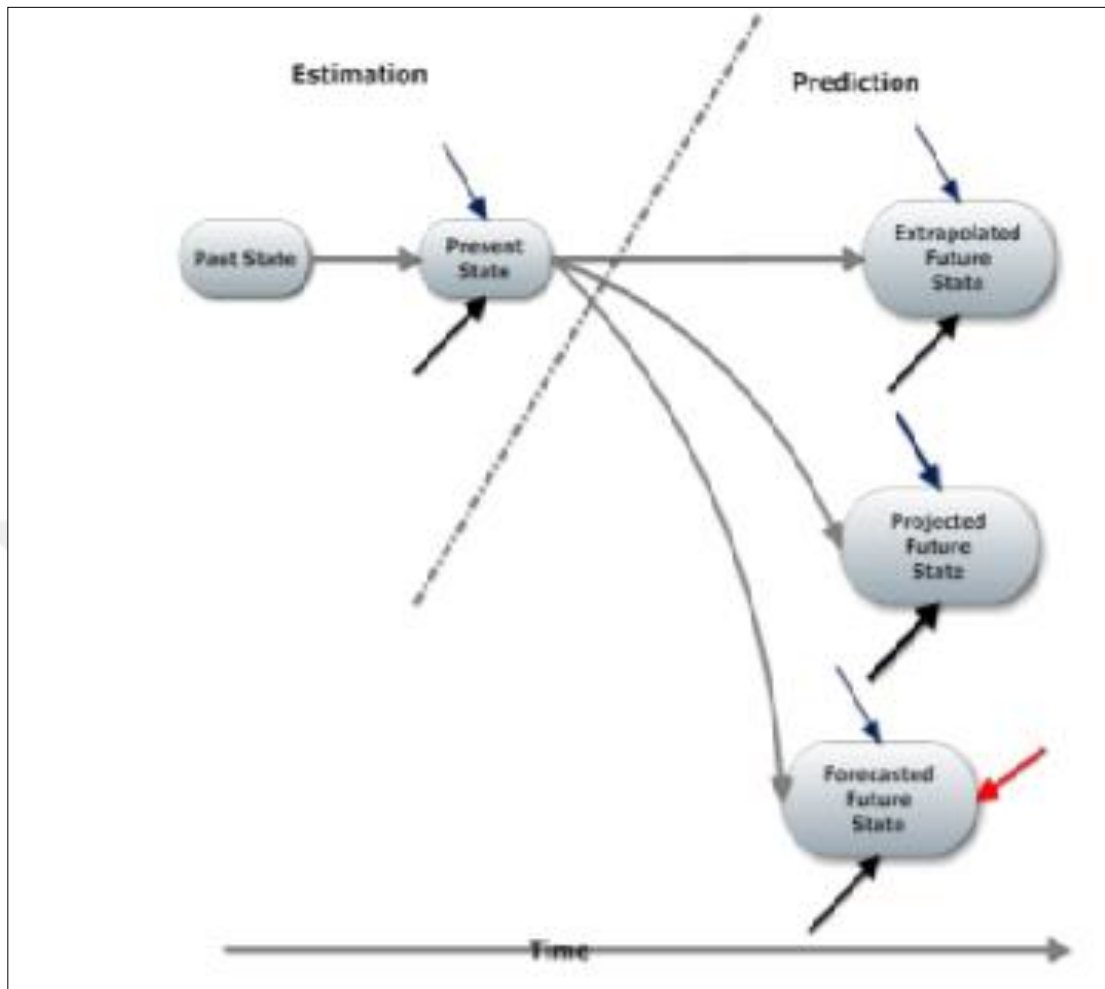 Estimation
Prediction
Past State
Present
State
Extrapolated
Future
State
Projected
Future
State
Forecasted
Future
State
Time